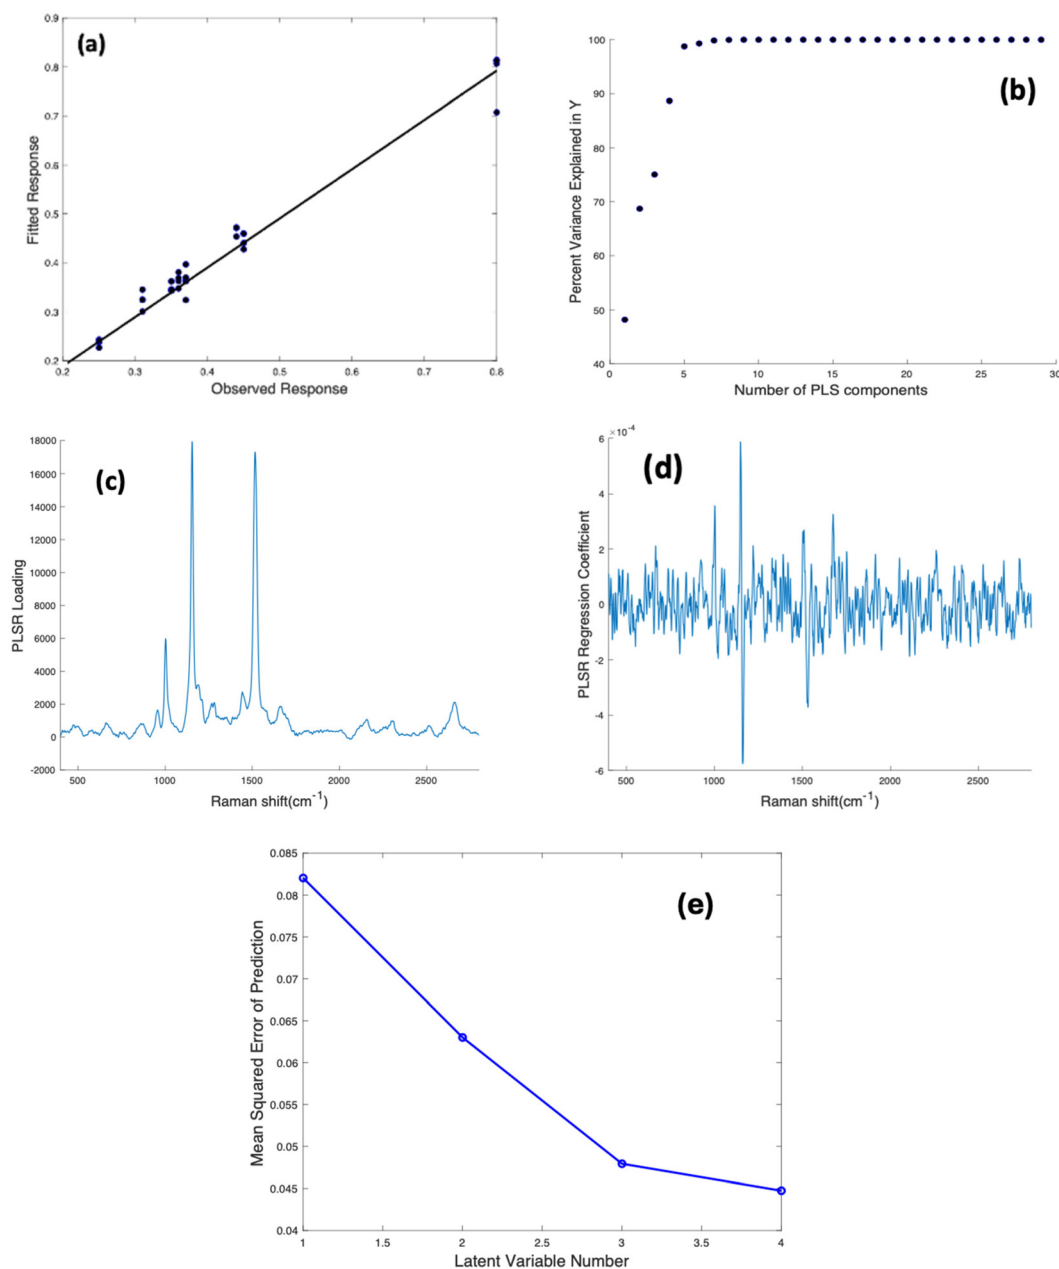 (a)
0.9
0.8
0.7
0.6
0.5
0.4
0.3
0.2
0.2 0.3 0.4 0.5 0.6 0.7 0.8
Fitted Response
Observed Response
(b)
100
90
80
70
60
50
40
0 5 10 15 20 25 30
Percent Variance Explained in Y
Number of PLS components
(c)
18000
16000
14000
12000
10000
8000
6000
4000
2000
0
-2000
500 1000 1500 2000 2500
PLSR Loading
Raman shift(cm⁻¹)
(d)
×10⁻⁴
6
4
2
0
-2
-4
-6
500 1000 1500 2000 2500
PLSR Regression Coefficient
Raman shift(cm⁻¹)
(e)
0.085
0.08
0.075
0.07
0.065
0.06
0.055
0.05
0.045
0.04
1 1.5 2 2.5 3 3.5 4
Mean Squared Error of Prediction
Latent Variable Number